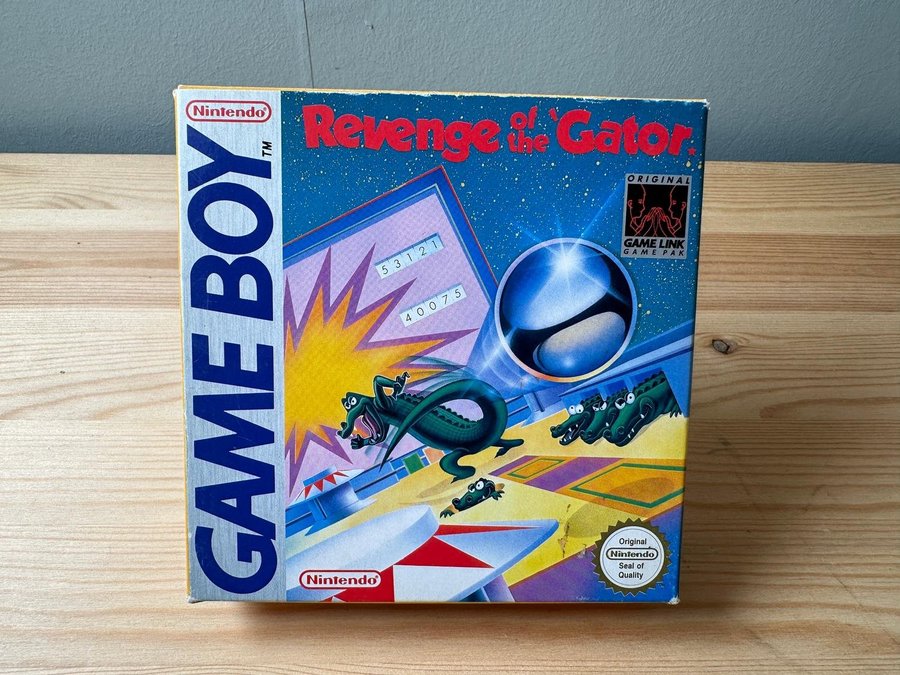 Nintendo®
GAME BOY™
Revenge of the 'Gator.
ORIGINAL
GAME LINK
GAME PAK
53121
40075
Nintendo®
Original
Nintendo
Seal of
Quality